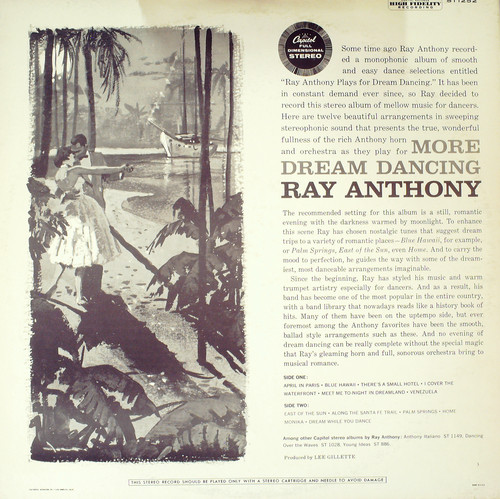 HIGH FIDELITY
RECORDING
ST1252
Capitol
FULL
DIMENSIONAL
STEREO
Some time ago Ray Anthony record-
ed a monophonic album of smooth
and easy dance selections entitled
“Ray Anthony Plays for Dream Dancing.” It has been
in constant demand ever since, so Ray decided to
record this stereo album of mellow music for dancers.
Here are twelve beautiful arrangements in sweeping
stereophonic sound that presents the true, wonderful
fullness of the rich Anthony horn
and orchestra as they play for MORE
DREAM DANCING
RAY ANTHONY
The recommended setting for this album is a still, romantic
evening with the darkness warmed by moonlight. To enhance
this scene Ray has chosen nostalgic tunes that suggest dream
trips to a variety of romantic places—Blue Hawaii, for example,
or Palm Springs, East of the Sun, even Home. And to carry the
mood to perfection, he guides the way with some of the dream-
iest, most danceable arrangements imaginable.
Since the beginning, Ray has styled his music and warm
trumpet artistry especially for dancers. And as a result, his
band has become one of the most popular in the entire country,
with a band library that nowadays reads like a history book of
hits. Many of them have been on the uptempo side, but ever
foremost among the Anthony favorites have been the smooth,
ballad style arrangements such as these. And no evening of
dream dancing can be really complete without the special magic
that Ray's gleaming horn and full, sonorous orchestra bring to
musical romance.
SIDE ONE:
APRIL IN PARIS • BLUE HAWAII • THERE'S A SMALL HOTEL • I COVER THE
WATERFRONT • MEET ME TO NIGHT IN DREAMLAND • VENEZUELA
SIDE TWO:
EAST OF THE SUN • ALONG THE SANTA FE TRAIL • PALM SPRINGS • HOME
MONIKA • DREAM WHILE YOU DANCE
Among other Capitol stereo albums by Ray Anthony: Anthony Italiano ST 1149, Dancing
Over the Waves ST 1028, Young Ideas ST 866.
Produced by LEE GILLETTE
THIS STEREO RECORD SHOULD BE PLAYED ONLY WITH A STEREO CARTRIDGE AND NEEDLE TO AVOID DAMAGE